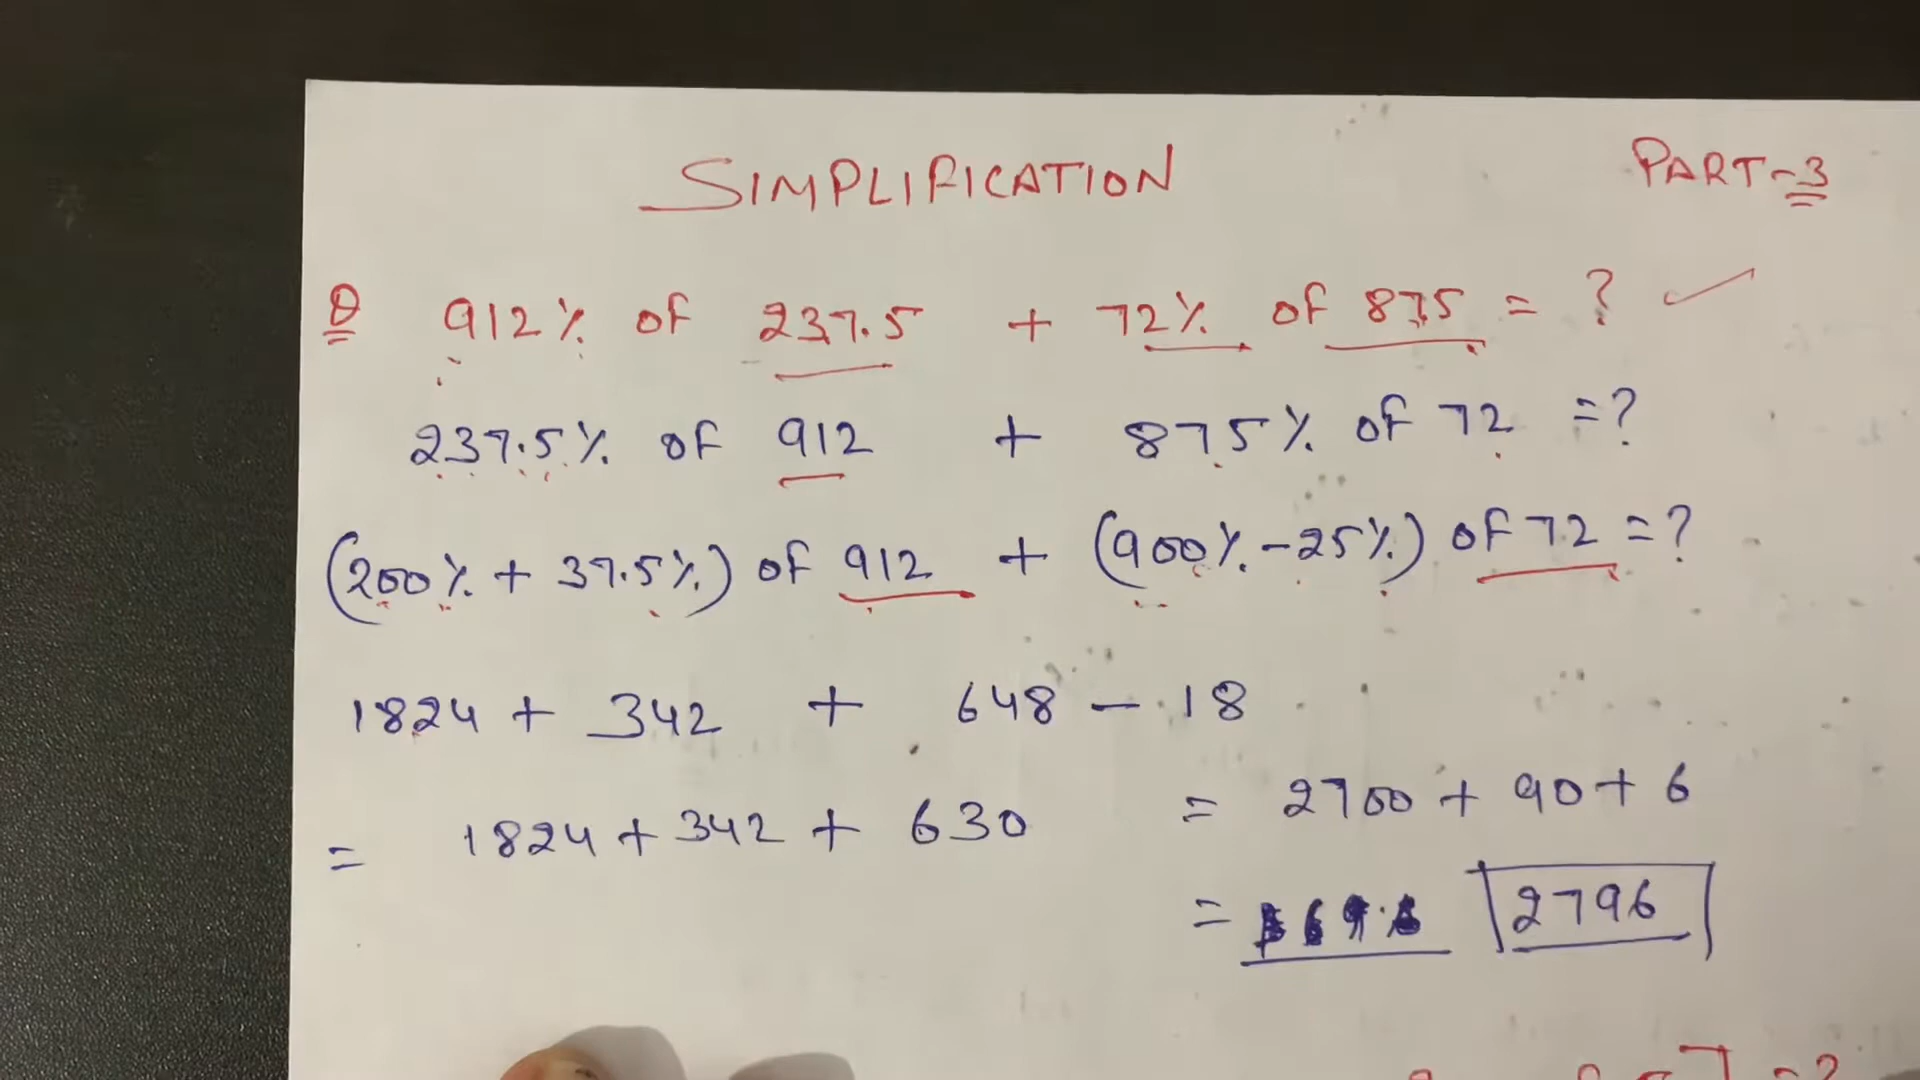 SIMPLIFICATION
PART-3
Q 912% of 237.5 + 72% of 875 = ?
237.5% of 912 + 875% of 72 = ?
(200% + 37.5%) of 912 + (900% - 25%) of 72 = ?
1824 + 342 + 648 - 18
= 1824 + 342 + 630
= 2700 + 90 + 6
= 2796